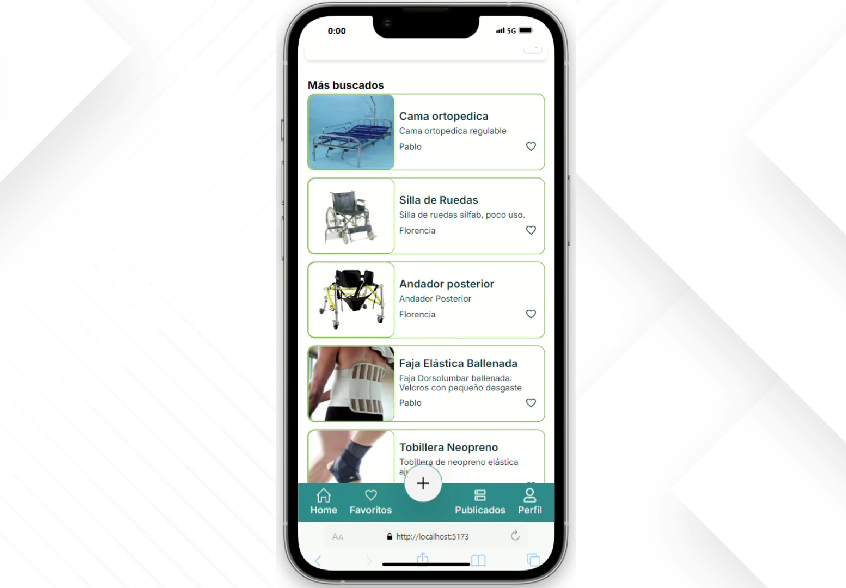 0:00
5G
Más buscados
Cama ortopedica
Cama ortopedica regulable
Pablo
Silla de Ruedas
Silla de ruedas silfab, poco uso.
Florencia
Andador posterior
Andador Posterior
Florencia
Faja Elástica Ballenada
Faja Dorsolumbar ballenada.
Velcros con pequeño desgaste
Pablo
Tobillera Neopreno
Tobillera de neopreno elástica
+
Home
Favoritos
Publicados
Perfil
AA
http://localhost:5173